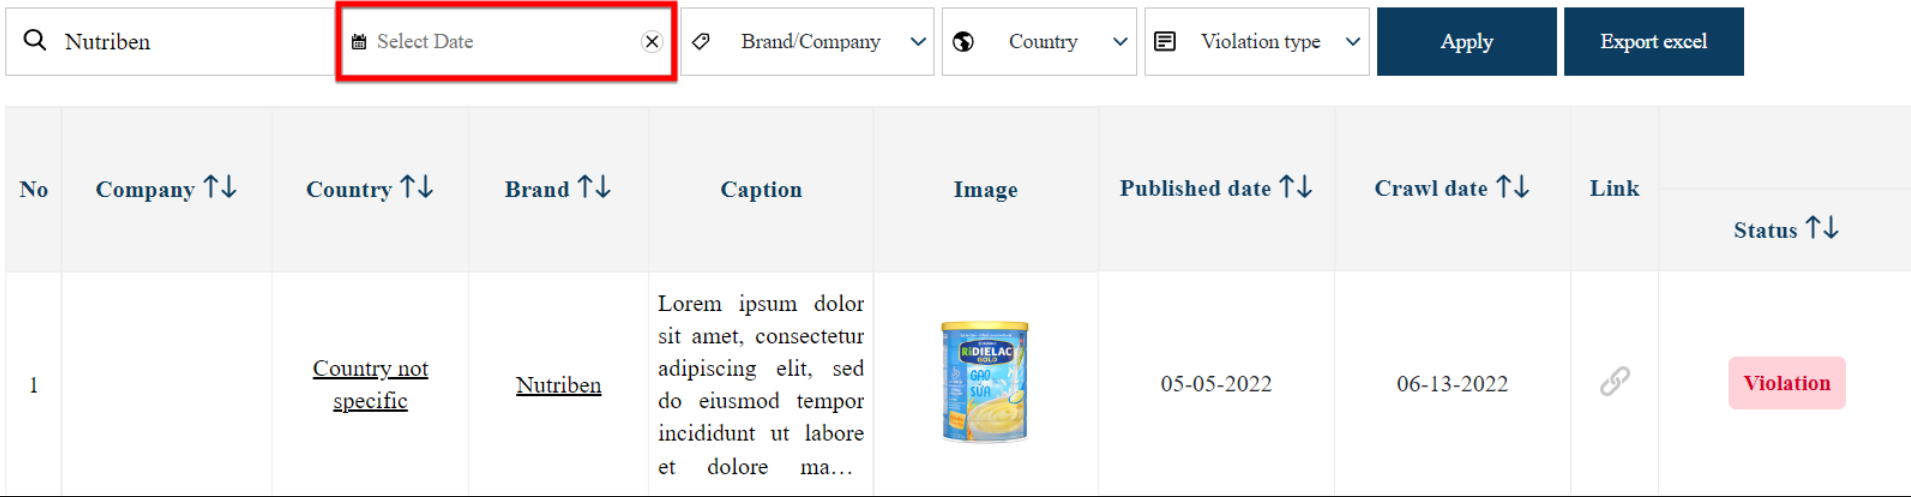 Nutriben
Select Date
Brand/Company
Country
Violation type
Apply
Export excel
No
Company
Country
Brand
Caption
Image
Published date
Crawl date
Link
Status
1
Country not
specific
Nutriben
Lorem ipsum dolor
sit amet, consectetur
adipiscing elit, sed
do eiusmod tempor
incididunt ut labore
et dolore ma...
RiDIELAC
GOLD
GẠO
SỮA
05-05-2022
06-13-2022
Violation